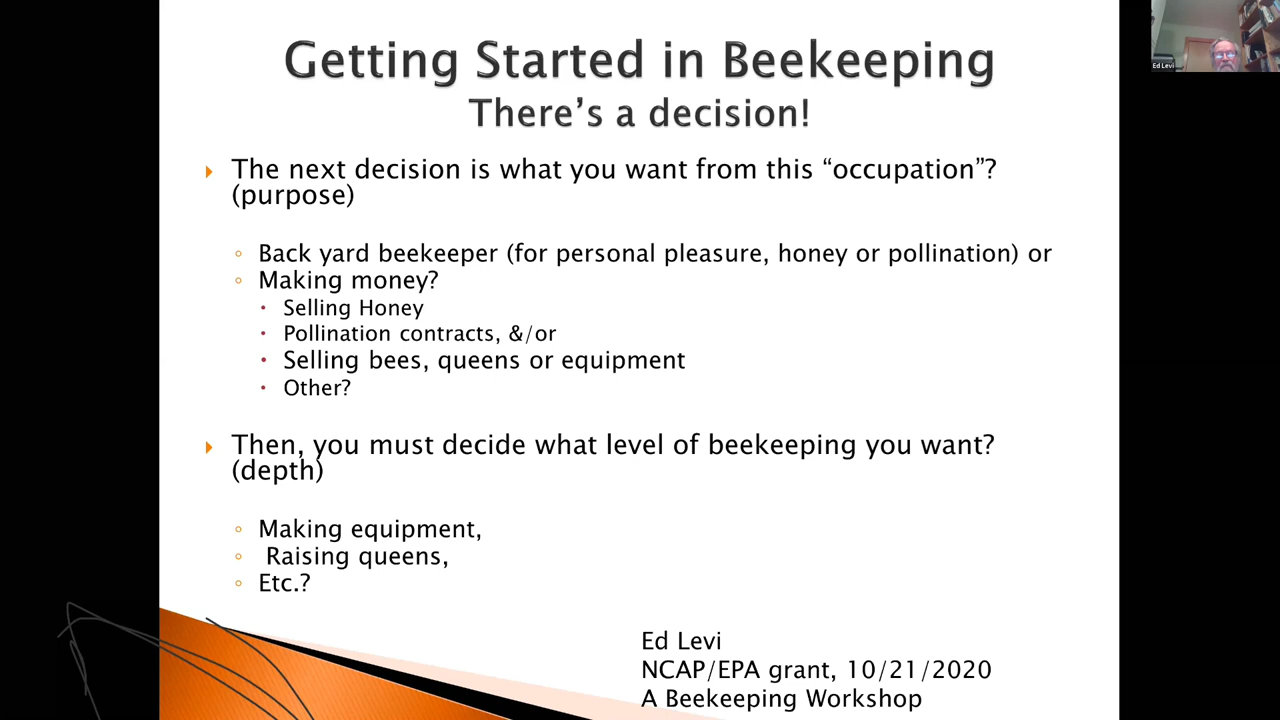 Getting Started in Beekeeping
There’s a decision!
The next decision is what you want from this “occupation”?
(purpose)
Back yard beekeeper (for personal pleasure, honey or pollination) or
Making money?
Selling Honey
Pollination contracts, &/or
Selling bees, queens or equipment
Other?
Then, you must decide what level of beekeeping you want?
(depth)
Making equipment,
Raising queens,
Etc.?
Ed Levi
NCAP/EPA grant, 10/21/2020
A Beekeeping Workshop
Ed Levi